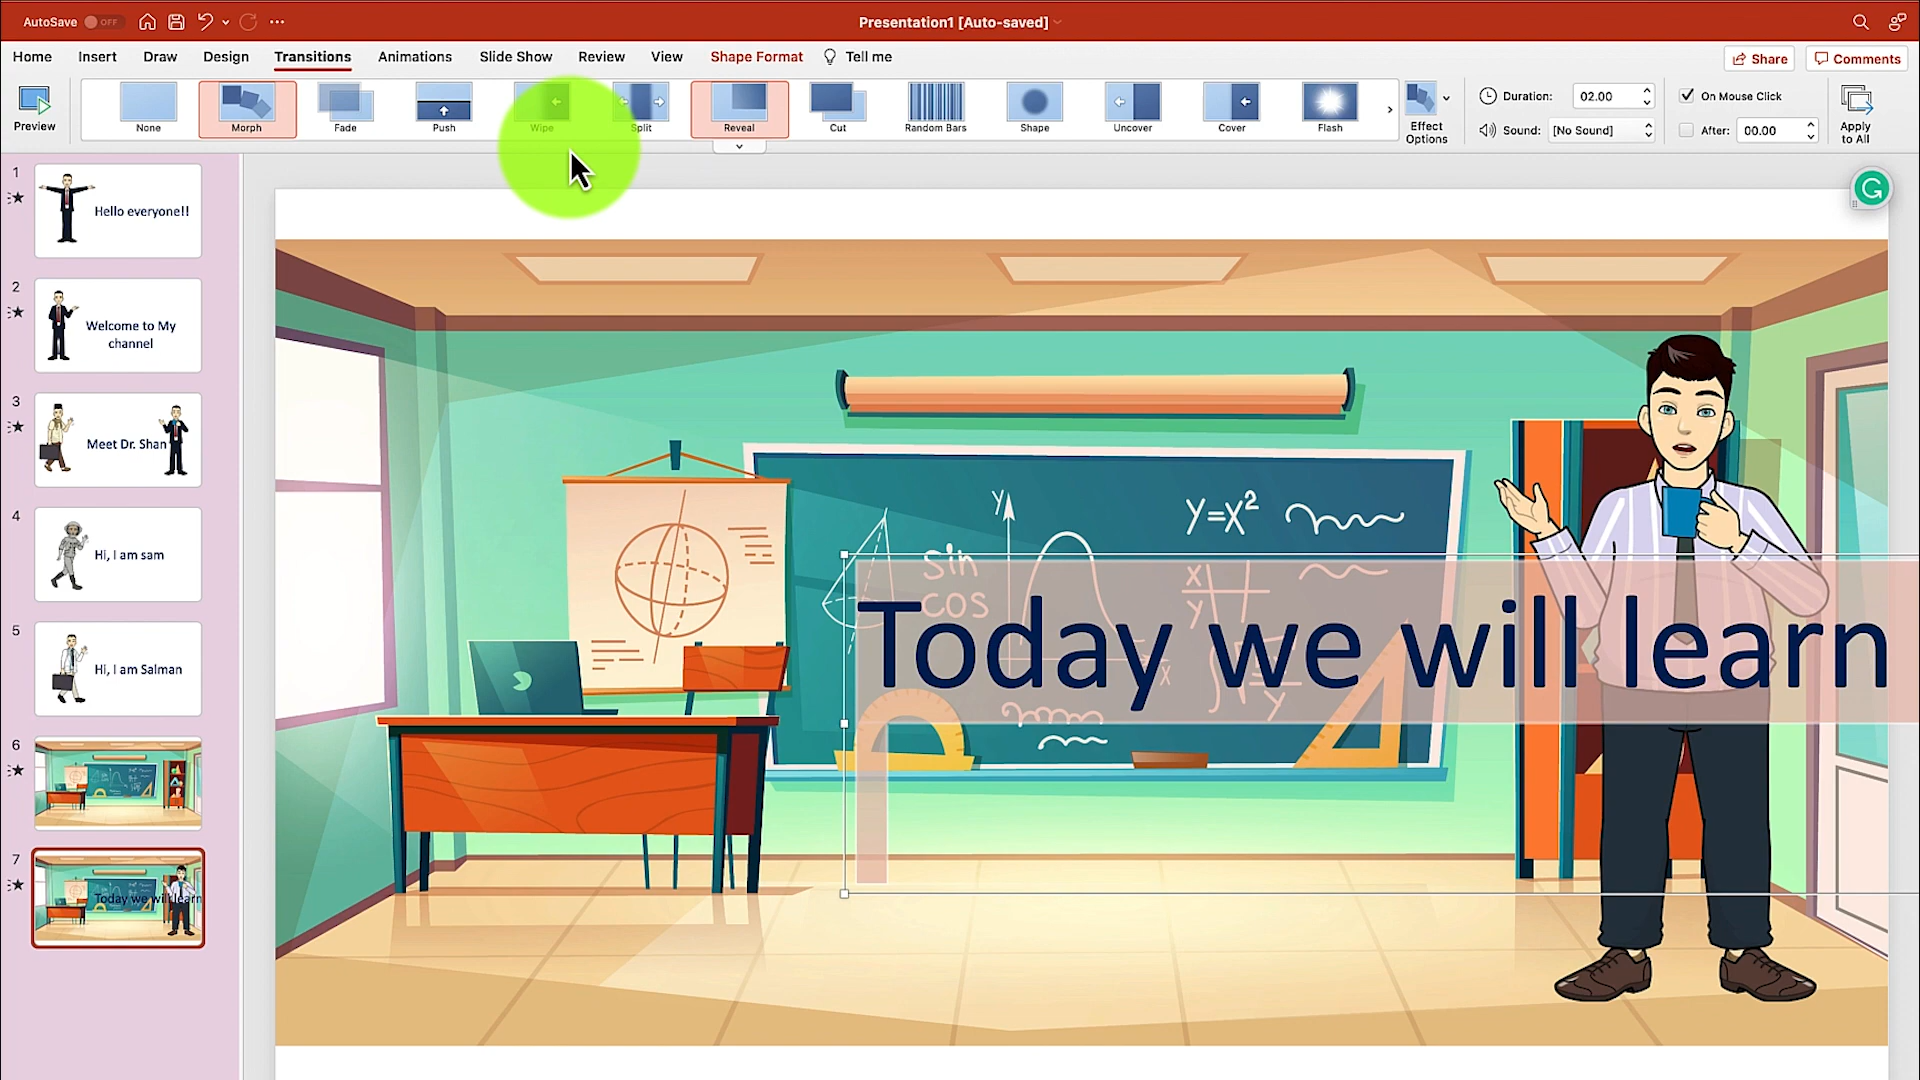 AutoSave OFF
Presentation1 [Auto-saved]
Home Insert Draw Design Transitions Animations Slide Show Review View Shape Format Tell me
Share Comments
Preview
None Morph Fade Push Wipe Split Reveal Cut Random Bars Shape Uncover Cover Flash
Effect
Options
Duration: 02.00
Sound: [No Sound]
On Mouse Click
After: 00.00
Apply
to All
1
Hello everyone!!
2
Welcome to My
channel
3
Meet Dr. Shan
4
Hi, I am sam
5
Hi, I am Salman
6
7
Today we will learn
Y
Y=X²
sin
cos
X
Y
X
Y
Today we will learn